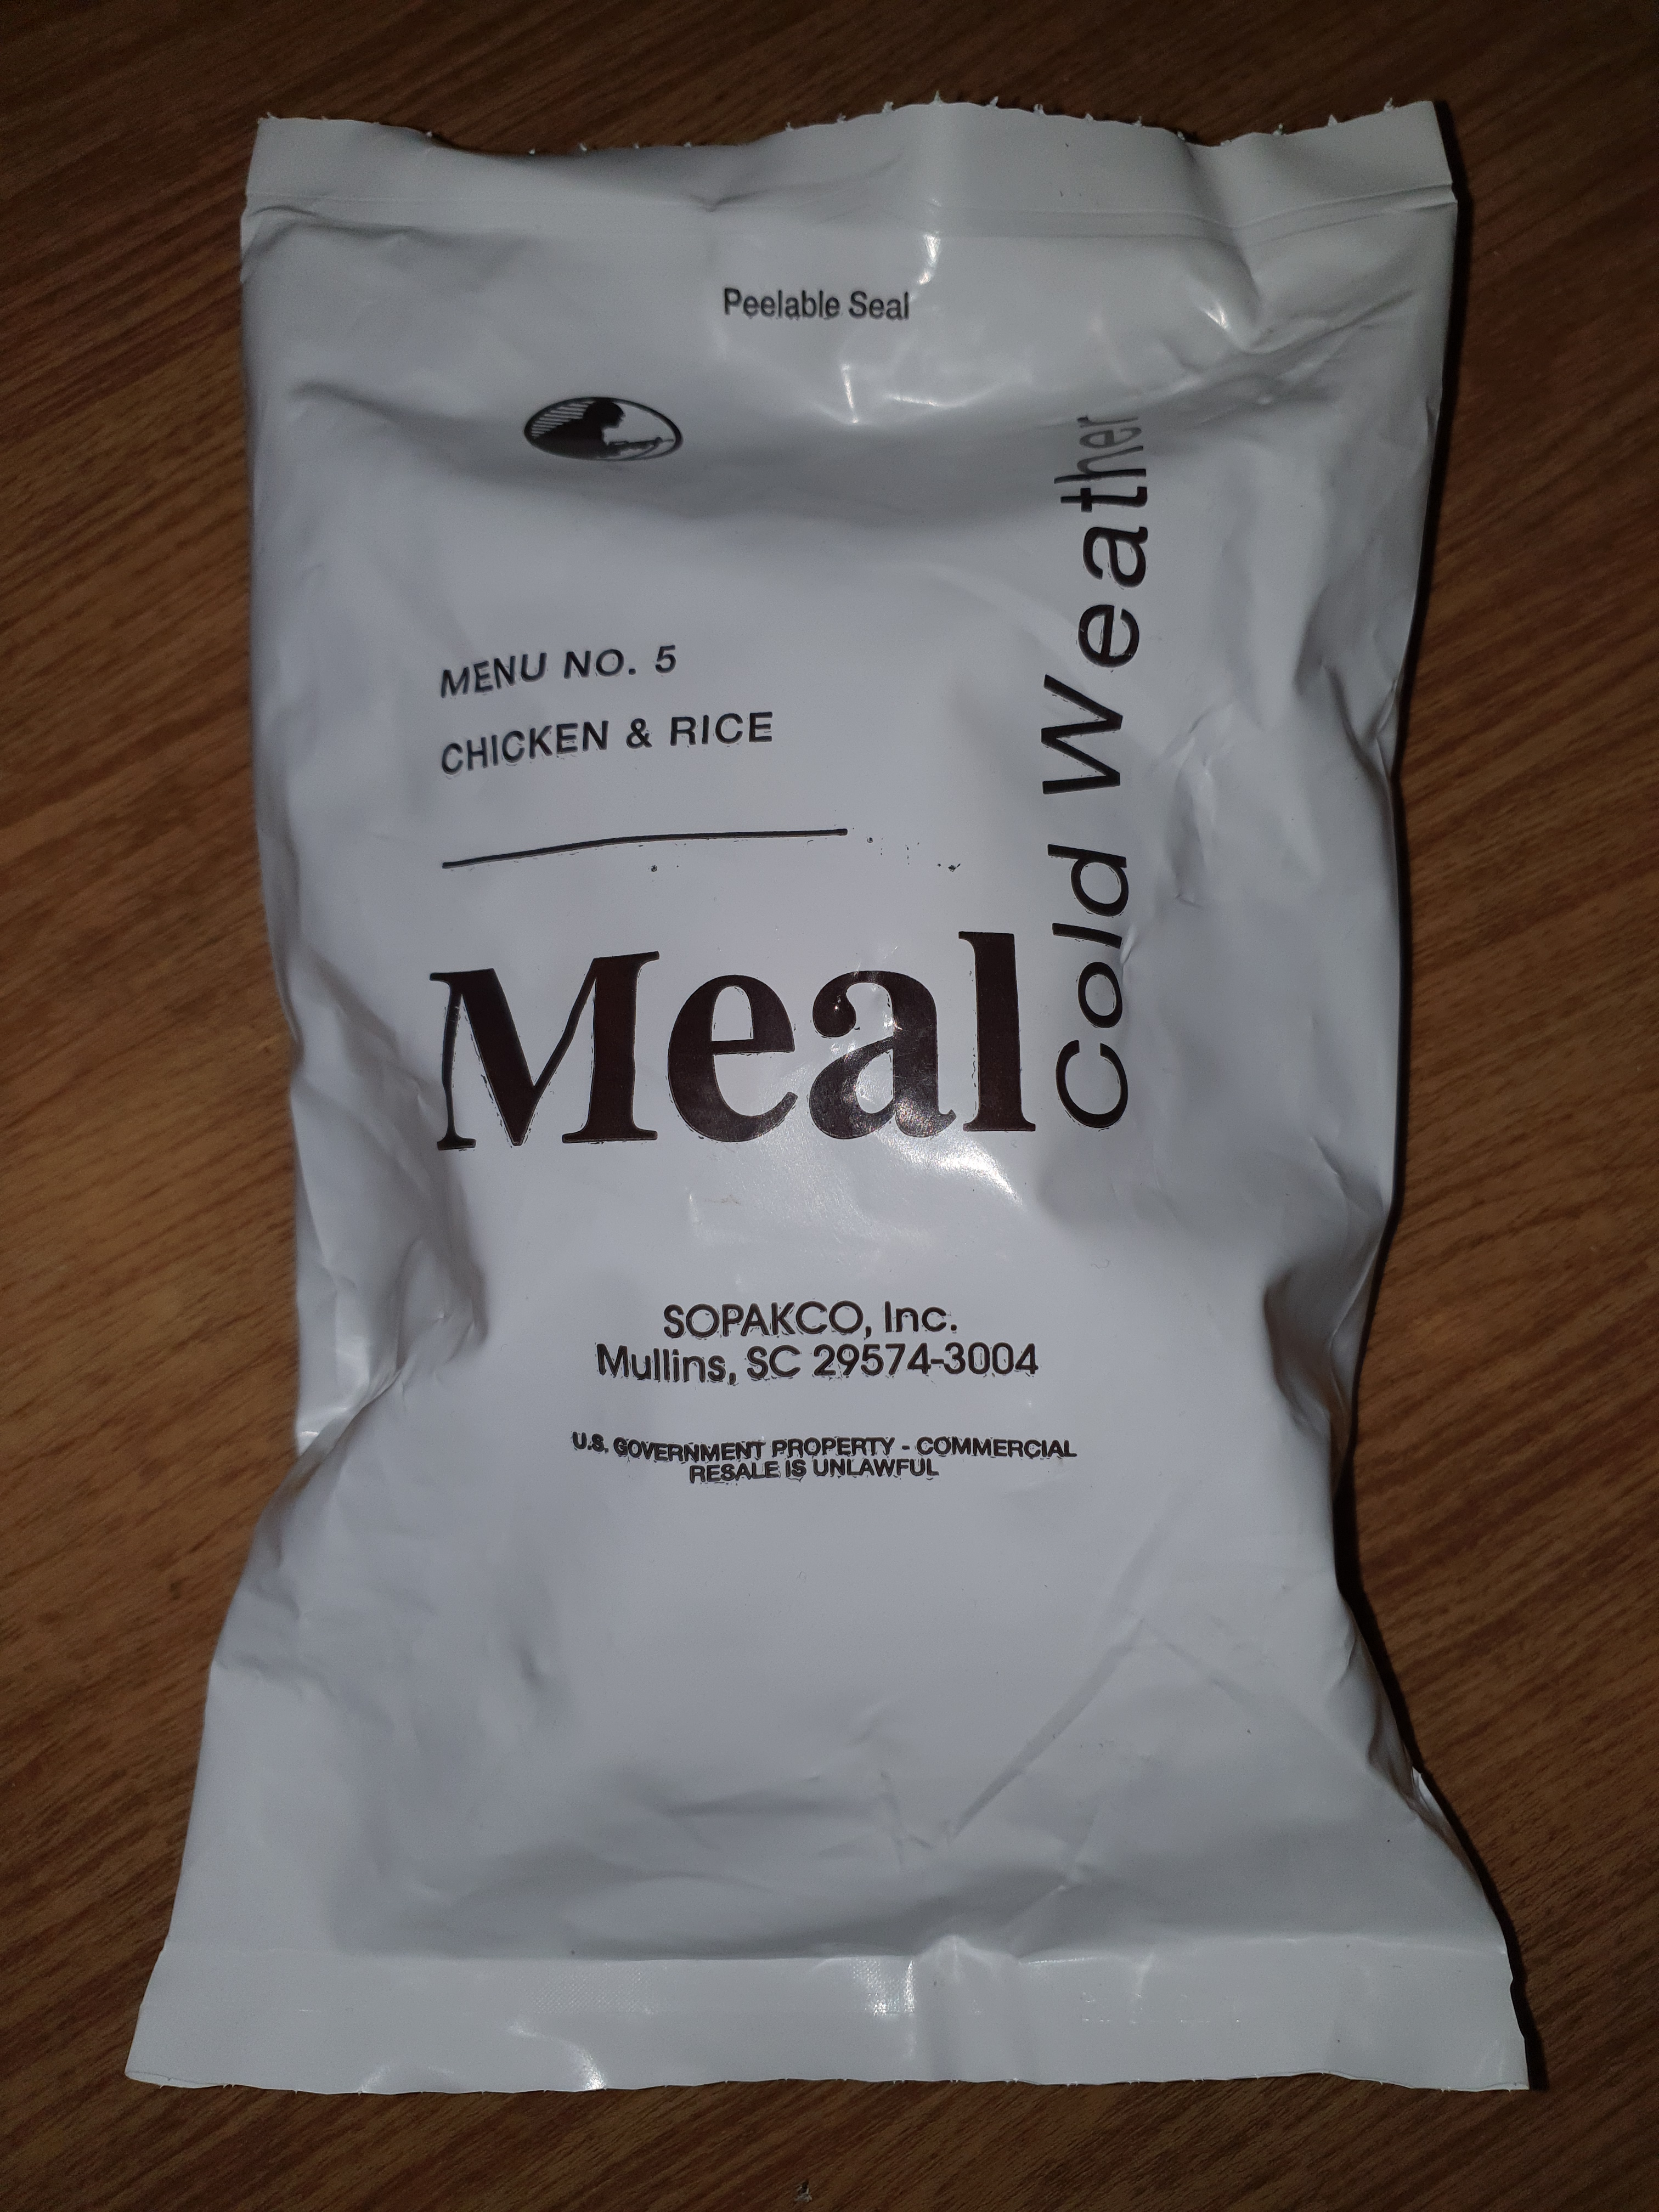 Peelable Seal
MENU NO. 5
CHICKEN & RICE
Meal
Cold Weather
SOPAKCO, Inc.
Mullins, SC 29574-3004
U.S. GOVERNMENT PROPERTY - COMMERCIAL
RESALE IS UNLAWFUL